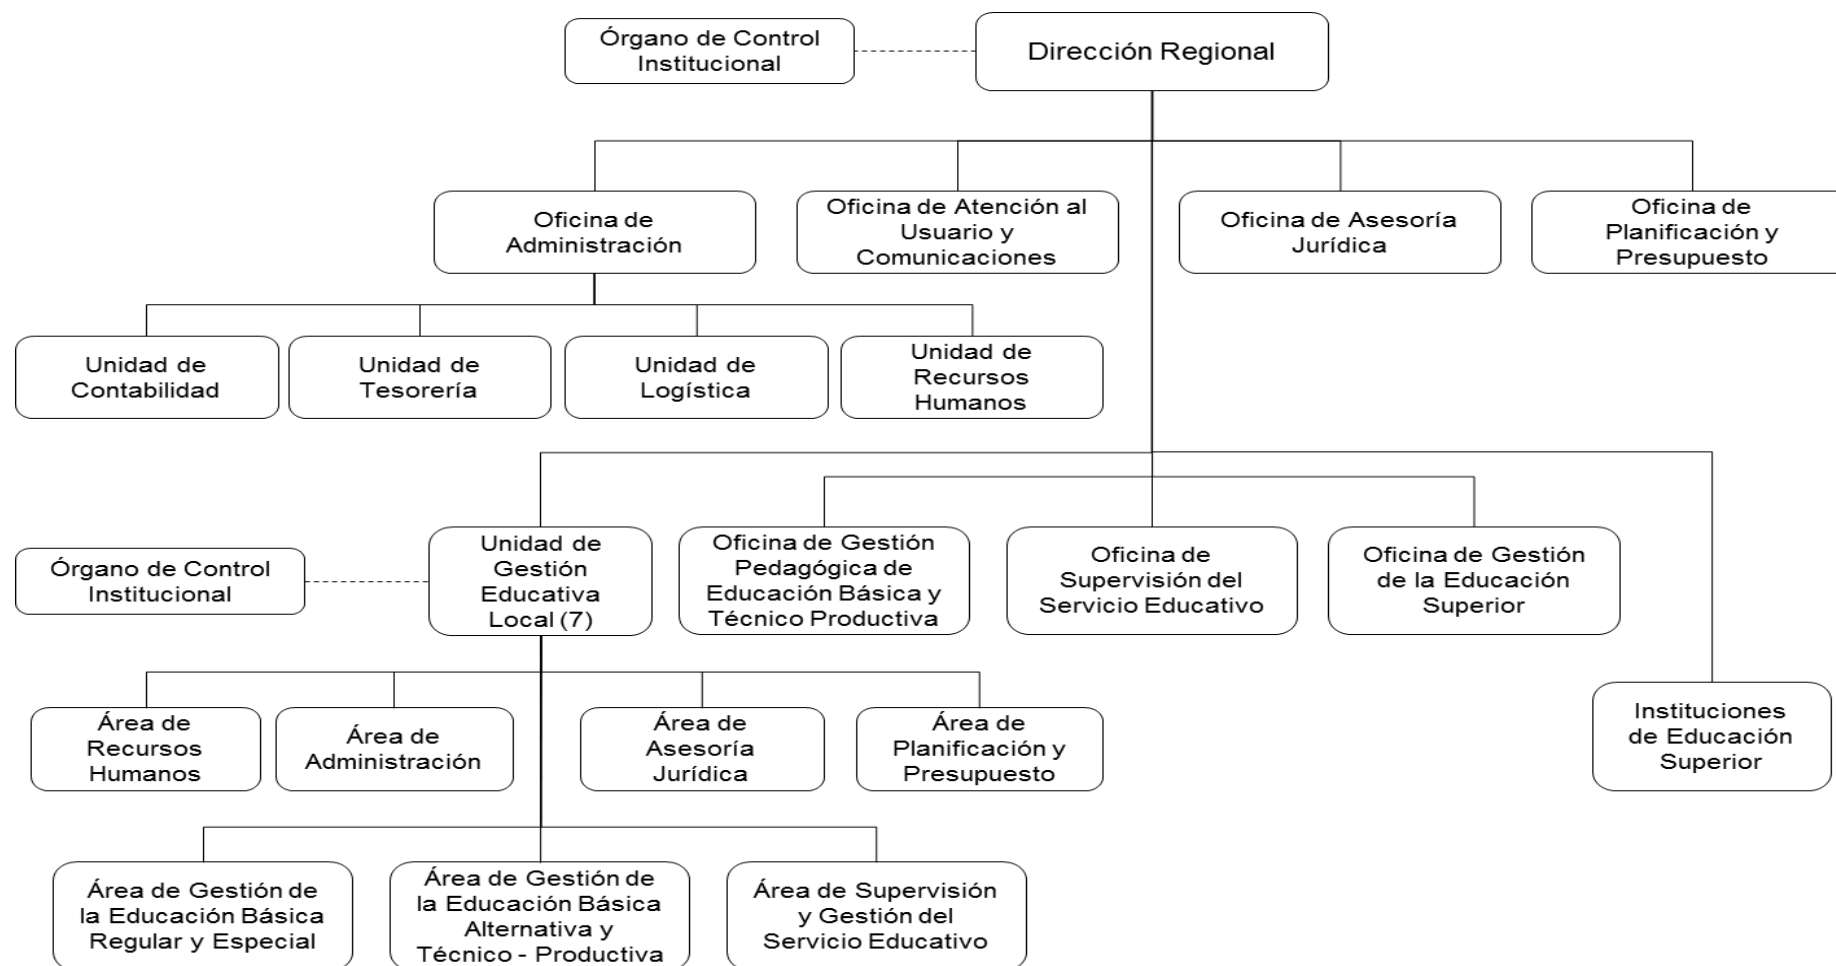 Órgano de Control
Institucional
Dirección Regional
Oficina de
Administración
Oficina de Atención al
Usuario y
Comunicaciones
Oficina de Asesoría
Jurídica
Oficina de
Planificación y
Presupuesto
Unidad de
Contabilidad
Unidad de
Tesorería
Unidad de
Logística
Unidad de
Recursos
Humanos
Órgano de Control
Institucional
Unidad de
Gestión
Educativa
Local (7)
Oficina de Gestión
Pedagógica de
Educación Básica y
Técnico Productiva
Oficina de
Supervisión del
Servicio Educativo
Oficina de Gestión
de la Educación
Superior
Área de
Recursos
Humanos
Área de
Administración
Área de
Asesoría
Jurídica
Área de
Planificación y
Presupuesto
Instituciones
de Educación
Superior
Área de Gestión de
la Educación Básica
Regular y Especial
Área de Gestión de
la Educación Básica
Alternativa y
Técnico - Productiva
Área de Supervisión
y Gestión del
Servicio Educativo